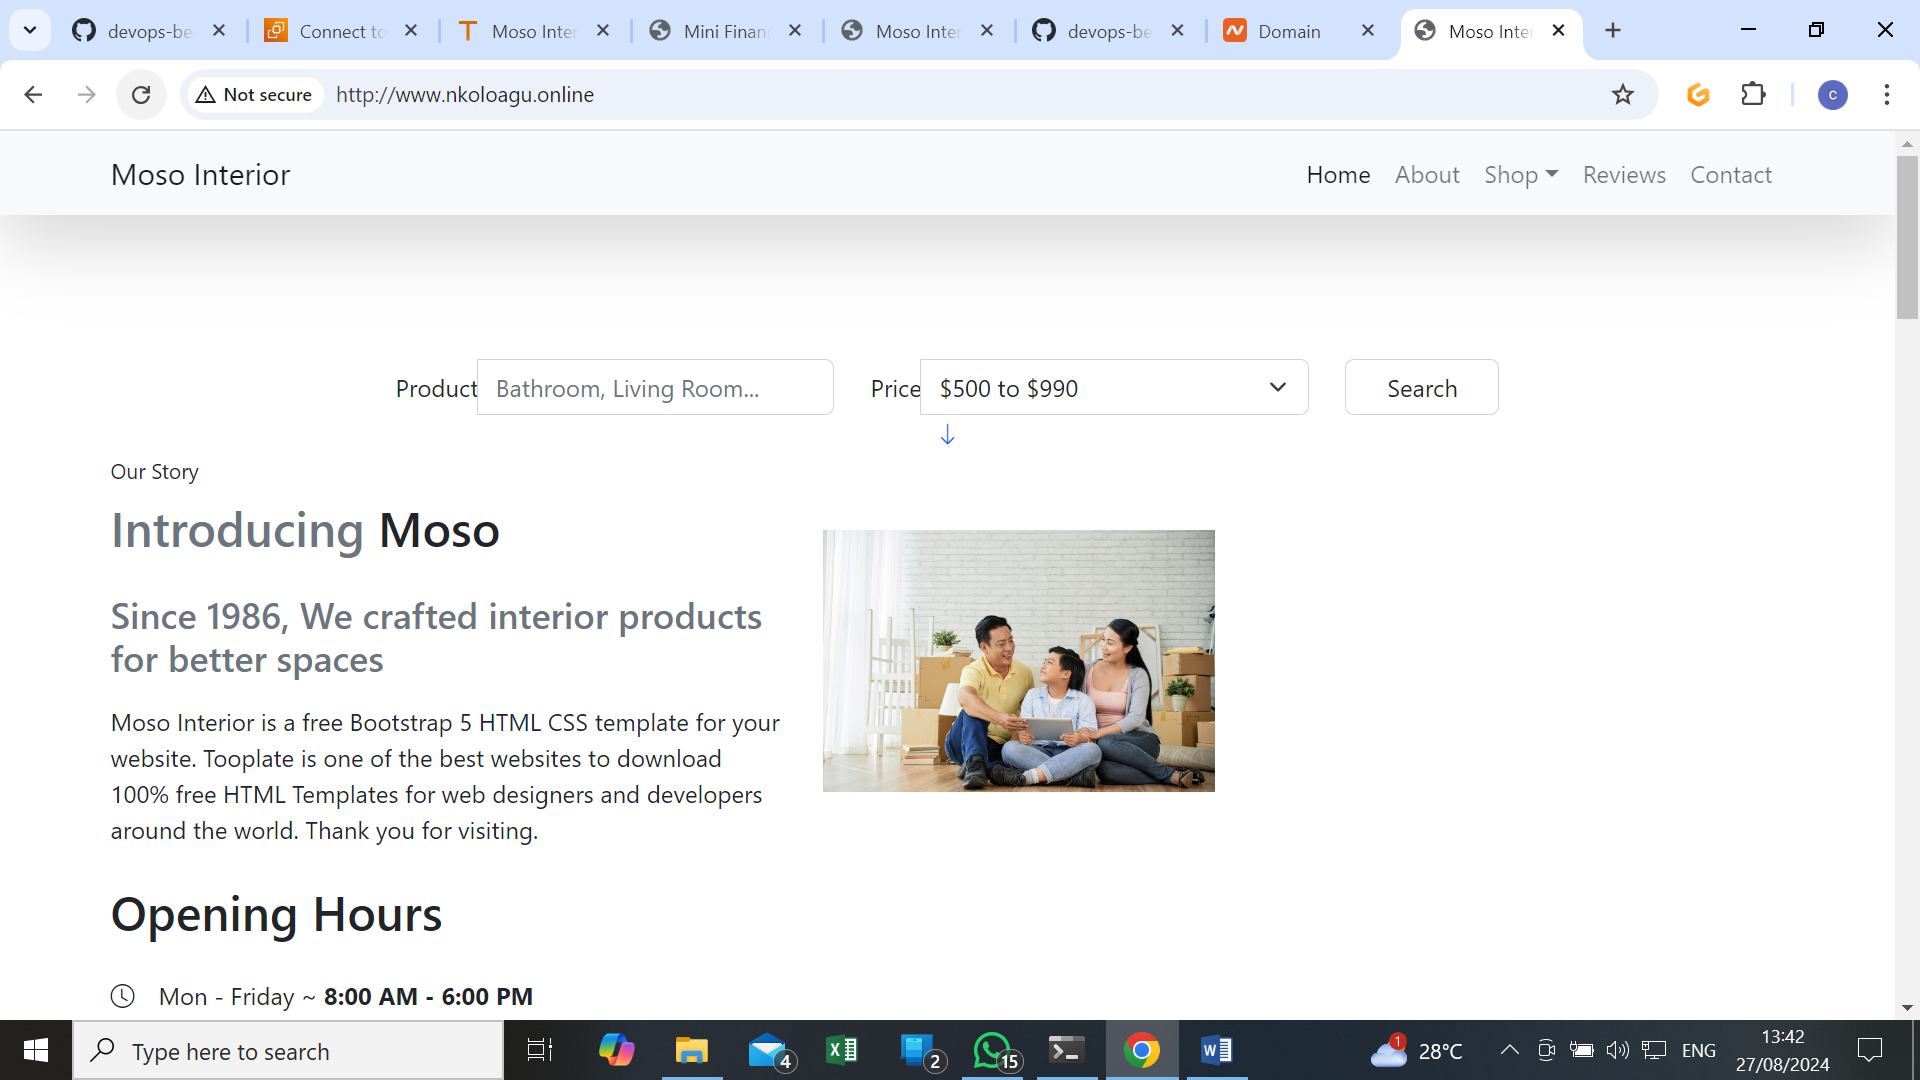 devops-be
Connect to
Moso Inter
Mini Finan
Moso Inter
devops-be
Domain
Moso Inter
Not secure
http://www.nkoloagu.online
c
Moso Interior
Home About Shop Reviews Contact
Product Bathroom, Living Room... Price $500 to $990 Search
Our Story
Introducing Moso
Since 1986, We crafted interior products
for better spaces
Moso Interior is a free Bootstrap 5 HTML CSS template for your
website. Tooplate is one of the best websites to download
100% free HTML Templates for web designers and developers
around the world. Thank you for visiting.
Opening Hours
Mon - Friday ~ 8:00 AM - 6:00 PM
Type here to search
4
2
15
1
28°C
ENG
13:42
27/08/2024